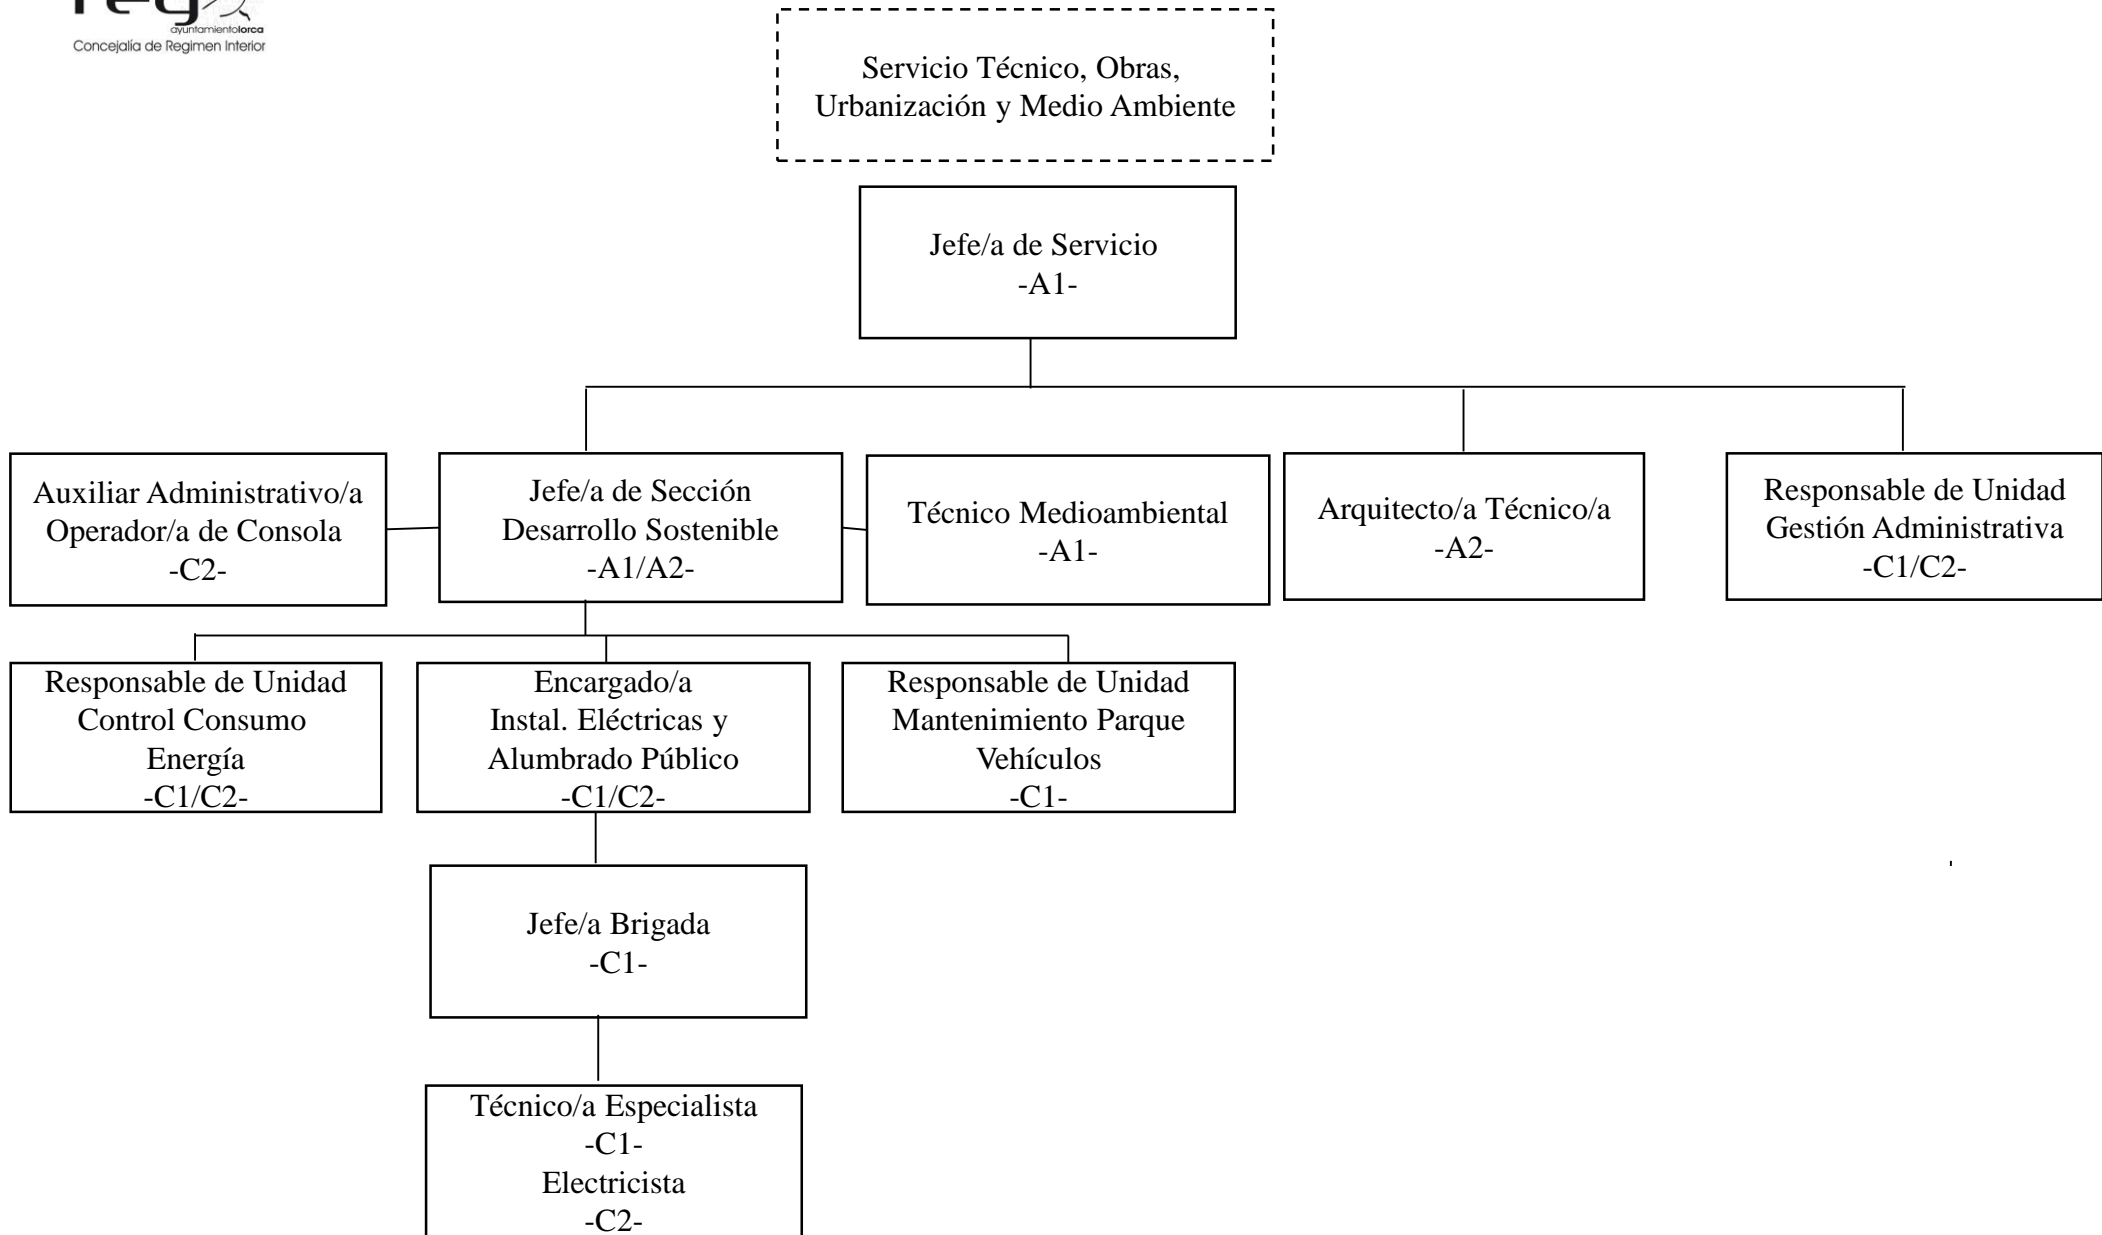 ayuntamientolorca
Concejalía de Regimen Interior
Servicio Técnico, Obras,
Urbanización y Medio Ambiente
Jefe/a de Servicio
-A1-
Auxiliar Administrativo/a
Operador/a de Consola
-C2-
Jefe/a de Sección
Desarrollo Sostenible
-A1/A2-
Técnico Medioambiental
-A1-
Arquitecto/a Técnico/a
-A2-
Responsable de Unidad
Gestión Administrativa
-C1/C2-
Responsable de Unidad
Control Consumo
Energía
-C1/C2-
Encargado/a
Instal. Eléctricas y
Alumbrado Público
-C1/C2-
Responsable de Unidad
Mantenimiento Parque
Vehículos
-C1-
Jefe/a Brigada
-C1-
Técnico/a Especialista
-C1-
Electricista
-C2-